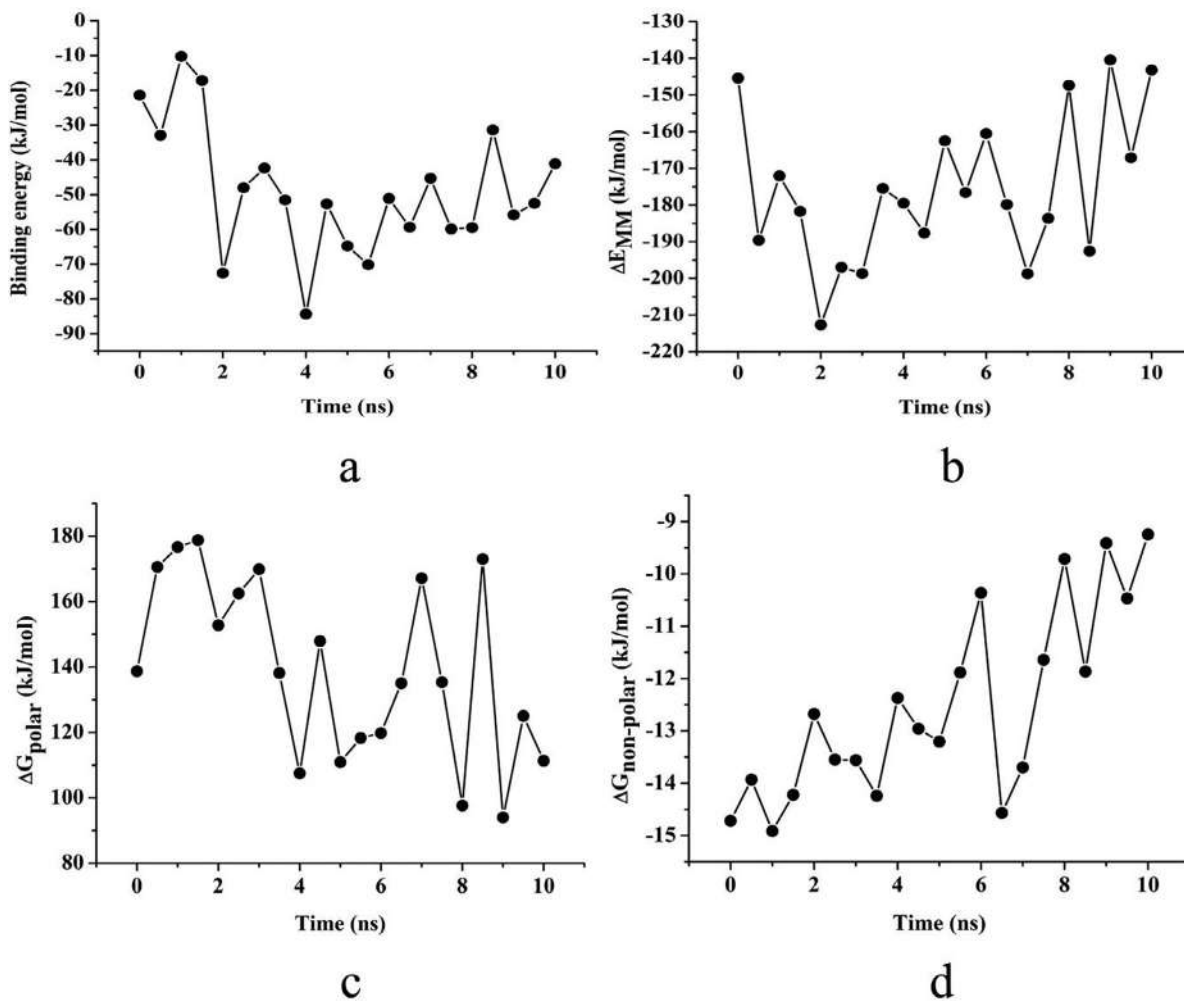 0
-10
-20
-30
-40
-50
-60
-70
-80
-90
Binding energy (kJ/mol)
0 2 4 6 8 10
Time (ns)
a
-130
-140
-150
-160
-170
-180
-190
-200
-210
-220
ΔEMM (kJ/mol)
0 2 4 6 8 10
Time (ns)
b
180
160
140
120
100
80
ΔGpolar (kJ/mol)
0 2 4 6 8 10
Time (ns)
c
-9
-10
-11
-12
-13
-14
-15
ΔGnon-polar (kJ/mol)
0 2 4 6 8 10
Time (ns)
d